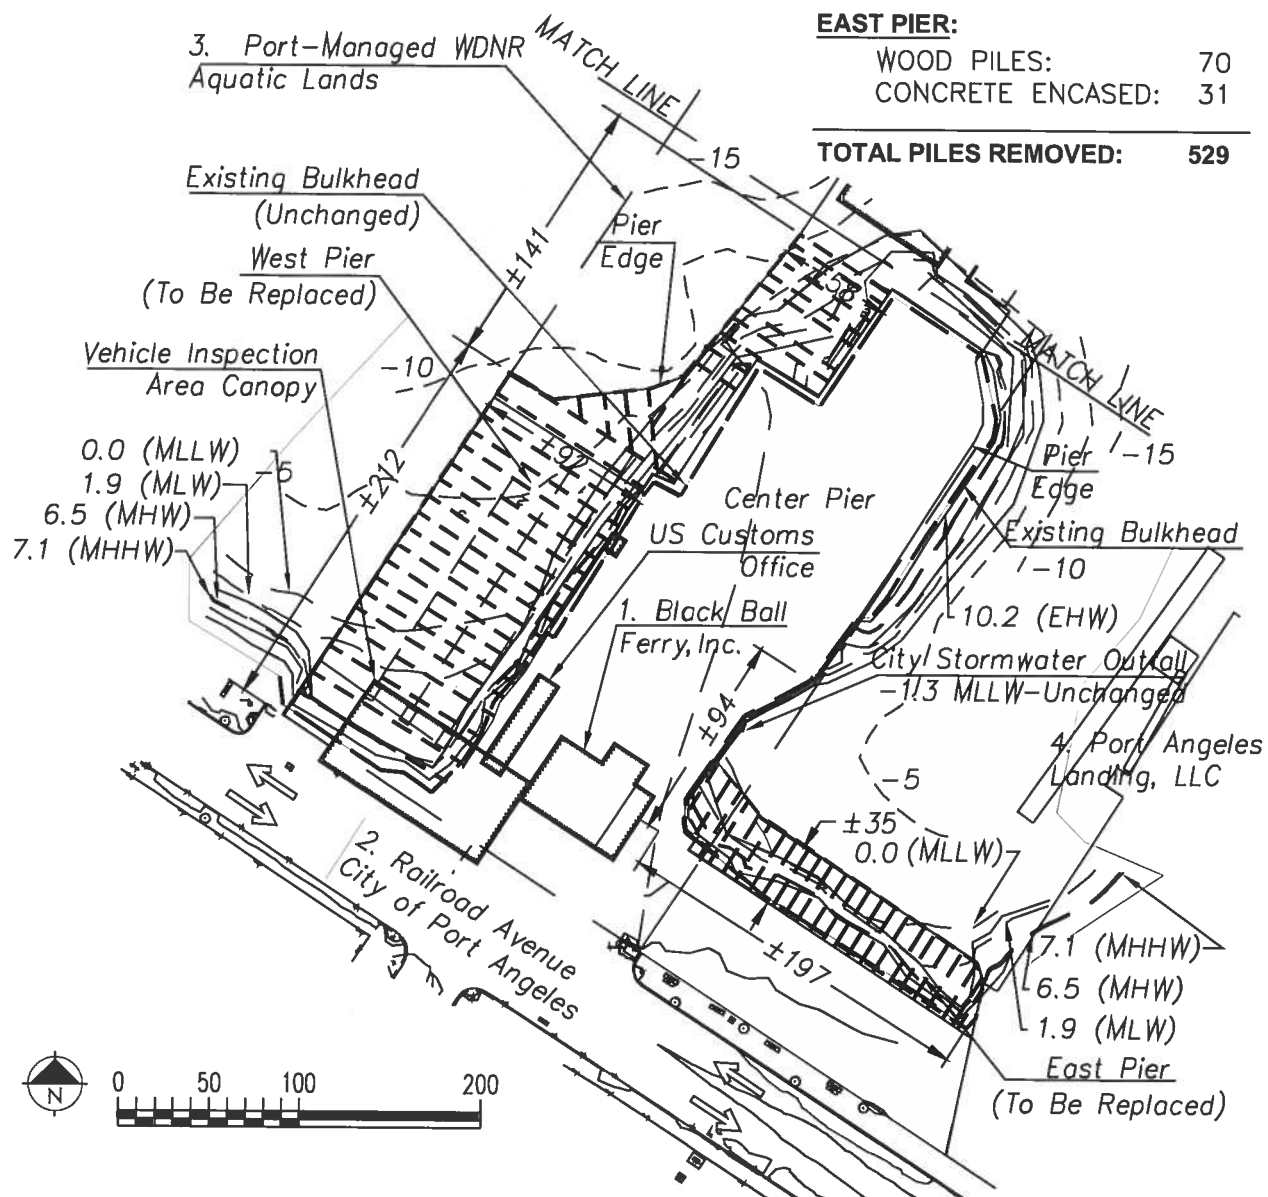 EAST PIER:
WOOD PILES: 70
CONCRETE ENCASED: 31
TOTAL PILES REMOVED: 529
MATCH LINE
3. Port-Managed WDNR
Aquatic Lands
-15
Existing Bulkhead
(Unchanged)
Pier
Edge
±141
West Pier
(To Be Replaced)
±58
Vehicle Inspection
Area Canopy
-10
MATCH LINE
0.0 (MLLW)
1.9 (MLW)
6.5 (MHW)
7.1 (MHHW)
-5
±212
±92
Center Pier
Pier
Edge
-15
US Customs
Office
Existing Bulkhead
-10
1. Black Ball
Ferry, Inc.
10.2 (EHW)
City Stormwater Outfall
-1.3 MLLW-Unchanged
±94
4. Port Angeles
Landing, LLC
-5
±35
0.0 (MLLW)
2. Railroad Avenue
City of Port Angeles
±197
7.1 (MHHW)
6.5 (MHW)
1.9 (MLW)
East Pier
(To Be Replaced)
N
0 50 100 200